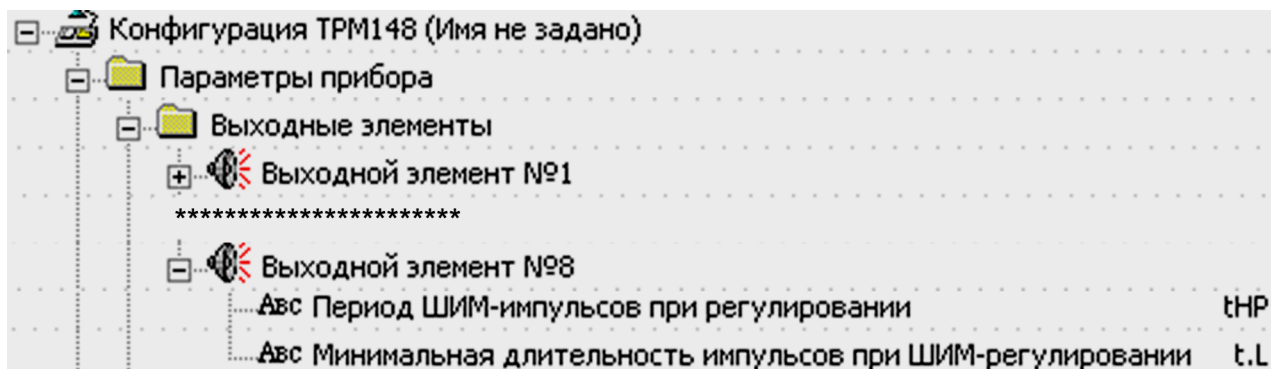 Конфигурация ТРМ148 (Имя не задано)
Параметры прибора
Выходные элементы
Выходной элемент №1
***********************
Выходной элемент №8
Авс Период ШИМ-импульсов при регулировании tHP
Авс Минимальная длительность импульсов при ШИМ-регулировании t.L